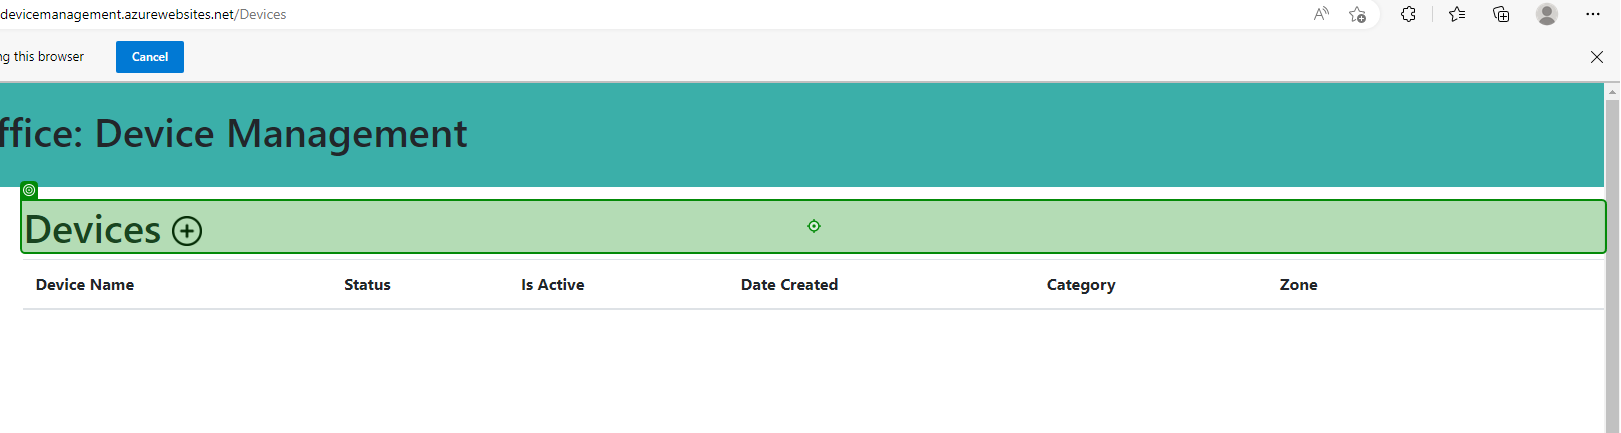 devicemanagement.azurewebsites.net/Devices
ng this browser Cancel
ffice: Device Management
Devices
Device Name Status Is Active Date Created Category Zone